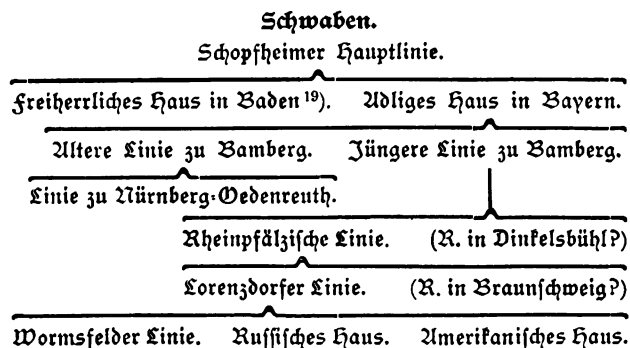 Schwaben.
Schopfheimer Hauptlinie.
Freiherrliches Haus in Baden ¹⁹). Adliges Haus in Bayern.
Ältere Linie zu Bamberg. Jüngere Linie zu Bamberg.
Linie zu Nürnberg-Oedenreuth.
Rheinpfälzische Linie. (R. in Dinkelsbühl?)
Lorenzdorfer Linie. (R. in Braunschweig?)
Wormsfelder Linie. Russisches Haus. Amerikanisches Haus.